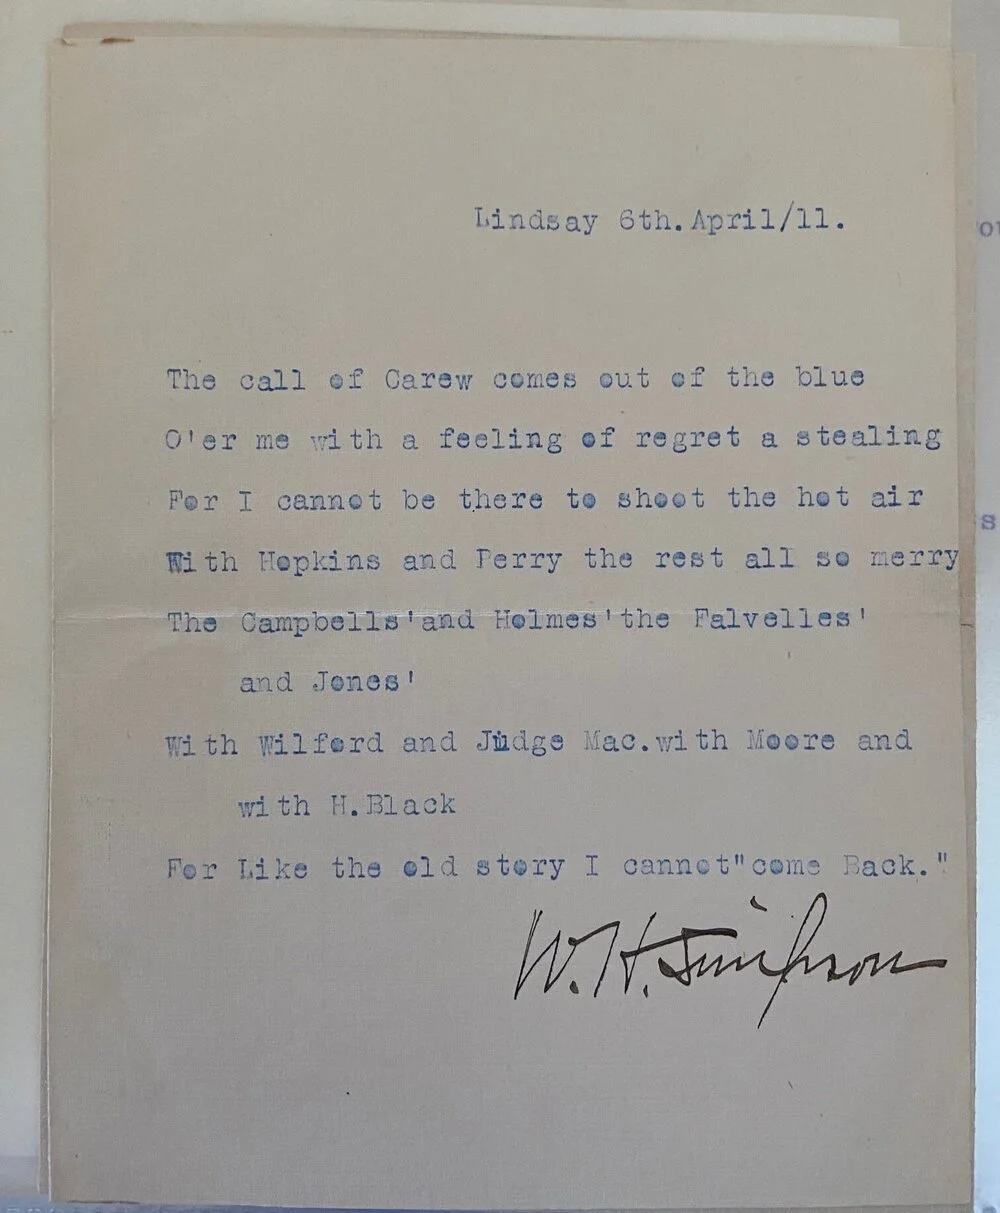 Lindsay 6th. April/11.
The call of Carew comes out of the blue
O'er me with a feeling of regret a stealing
For I cannot be there to shoot the hot air
With Hopkins and Perry the rest all so merry
The Campbells'and Holmes'the Falvelles'
and Jones'
With Wilford and Judge Mac.with Moore and
with H.Black
For Like the old story I cannot"come Back."
W. H. Simpson